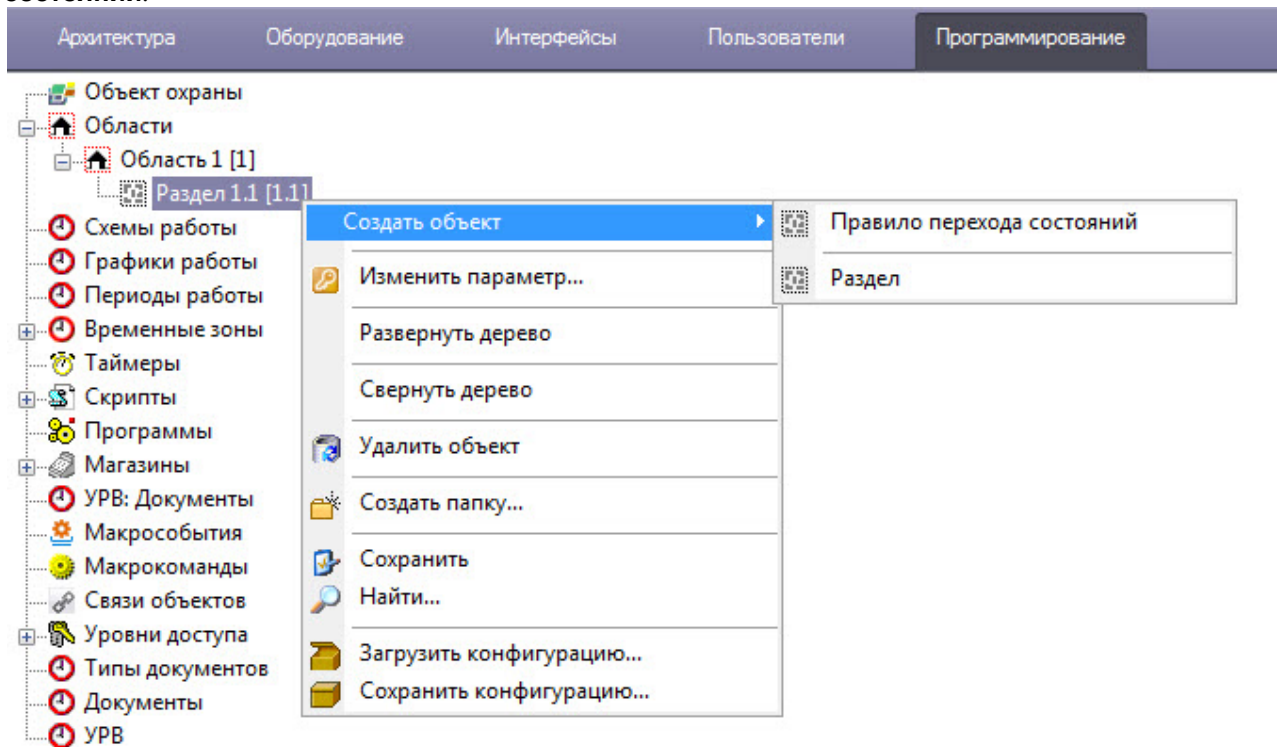 состояний.
Архитектура Оборудование Интерфейсы Пользователи Программирование
Объект охраны
Области
Область 1 [1]
Раздел 1.1 [1.1]
Схемы работы
Графики работы
Периоды работы
Временные зоны
Таймеры
Скрипты
Программы
Магазины
УРВ: Документы
Макрособытия
Макрокоманды
Связи объектов
Уровни доступа
Типы документов
Документы
УРВ
Создать объект
Изменить параметр...
Развернуть дерево
Свернуть дерево
Удалить объект
Создать папку...
Сохранить
Найти...
Загрузить конфигурацию...
Сохранить конфигурацию...
Правило перехода состояний
Раздел